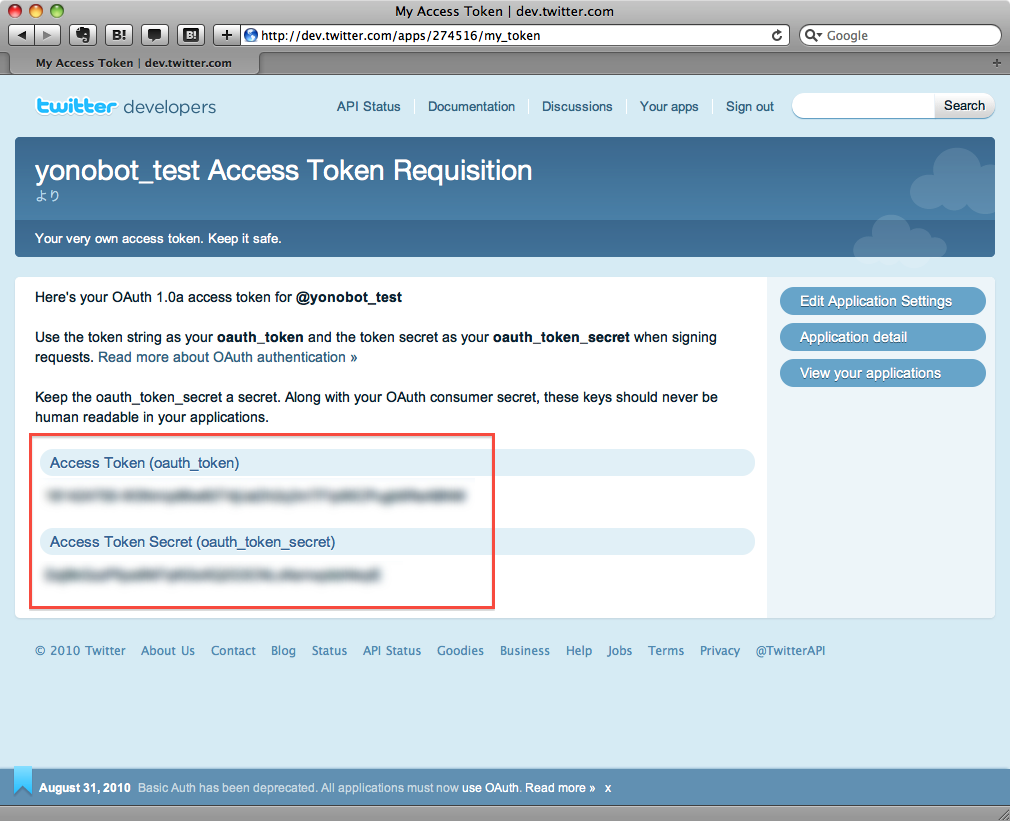 My Access Token | dev.twitter.com
B!
B!
http://dev.twitter.com/apps/274516/my_token
Google
My Access Token | dev.twitter.com
twitter developers
API Status
Documentation
Discussions
Your apps
Sign out
Search
yonobot_test Access Token Requisition
より
Your very own access token. Keep it safe.
Here's your OAuth 1.0a access token for @yonobot_test
Use the token string as your oauth_token and the token secret as your oauth_token_secret when signing
requests. Read more about OAuth authentication »
Keep the oauth_token_secret a secret. Along with your OAuth consumer secret, these keys should never be
human readable in your applications.
Access Token (oauth_token)
Access Token Secret (oauth_token_secret)
Edit Application Settings
Application detail
View your applications
© 2010 Twitter About Us Contact Blog Status API Status Goodies Business Help Jobs Terms Privacy @TwitterAPI
August 31, 2010 Basic Auth has been deprecated. All applications must now use OAuth. Read more » x